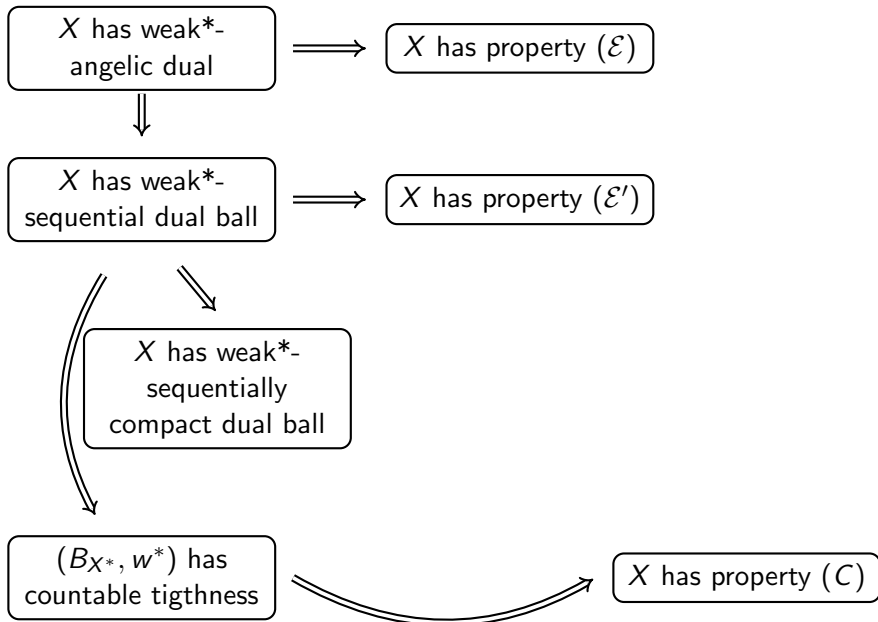 X has weak*-
angelic dual
X has property (ℰ)
X has weak*-
sequential dual ball
X has property (ℰ′)
X has weak*-
sequentially
compact dual ball
(B_{X*}, w*) has
countable tigthness
X has property (C)